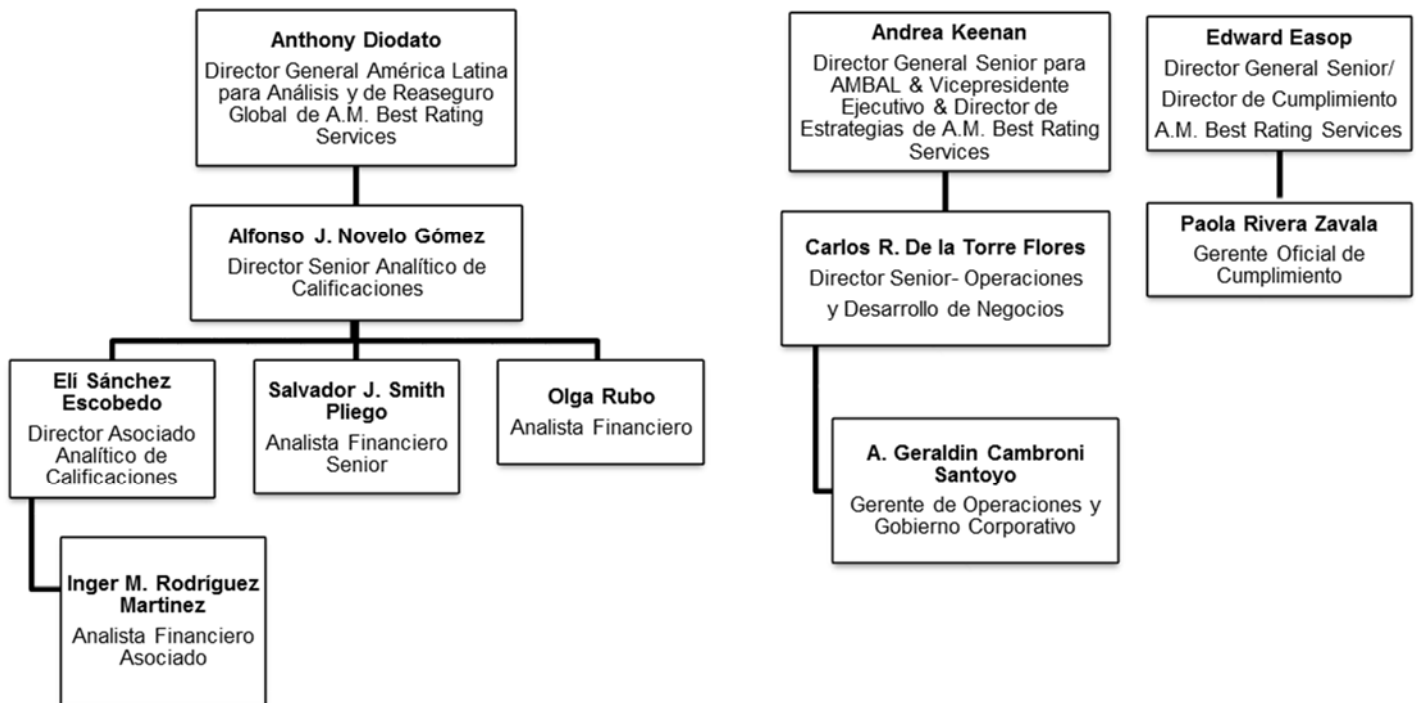 Anthony Diodato
Director General América Latina
para Análisis y de Reaseguro
Global de A.M. Best Rating
Services
Andrea Keenan
Director General Senior para
AMBAL & Vicepresidente
Ejecutivo & Director de
Estrategias de A.M. Best Rating
Services
Edward Easop
Director General Senior/
Director de Cumplimiento
A.M. Best Rating Services
Alfonso J. Novelo Gómez
Director Senior Analítico de
Calificaciones
Carlos R. De la Torre Flores
Director Senior- Operaciones
y Desarrollo de Negocios
Paola Rivera Zavala
Gerente Oficial de
Cumplimiento
Elí Sánchez
Escobedo
Director Asociado
Analítico de
Calificaciones
Salvador J. Smith
Pliego
Analista Financiero
Senior
Olga Rubo
Analista Financiero
A. Geraldin Cambroni
Santoyo
Gerente de Operaciones y
Gobierno Corporativo
Inger M. Rodríguez
Martinez
Analista Financiero
Asociado